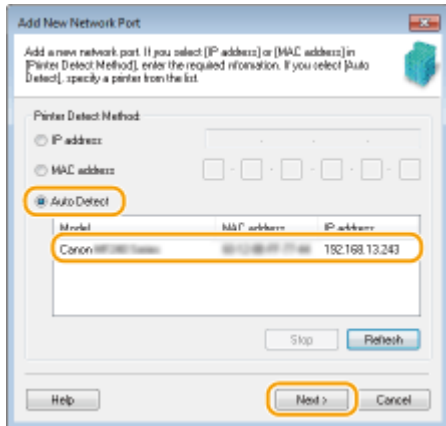 Add New Network Port
Add a new network port. If you select [IP address] or [MAC address] in
[Printer Detect Method], enter the required information. If you select [Auto
Detect], specify a printer from the list.
Printer Detect Method:
IP address
MAC address
Auto Detect
Model MAC address IP address
Canon 192.168.13.243
Stop Refresh
Help Next > Cancel